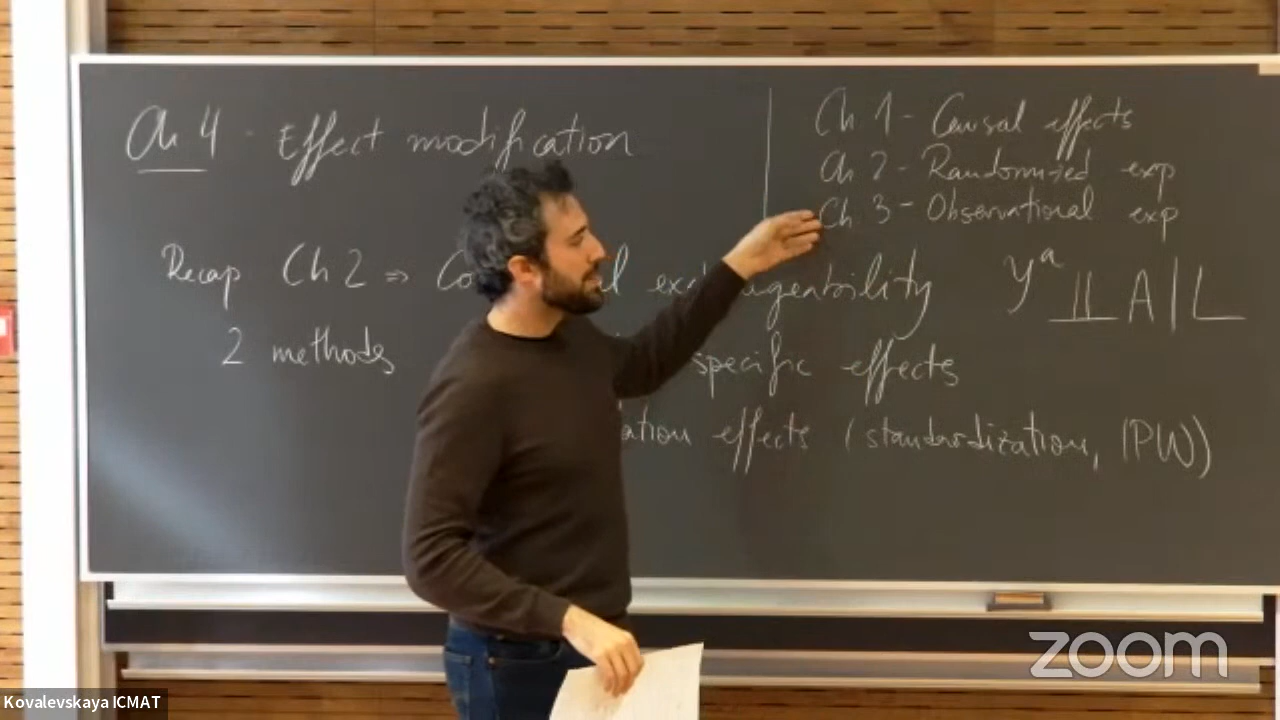 Ch 4 - Effect modification
Ch 1 - Causal effects
Ch 2 - Randomized exp
Ch 3 - Observational exp
Recap Ch 2 ⇒ Co l exchangeability Yᵃ ⫫ A | L
2 methods specific effects
ation effects (standardization, IPW)
zoom
Kovalevskaya ICMAT